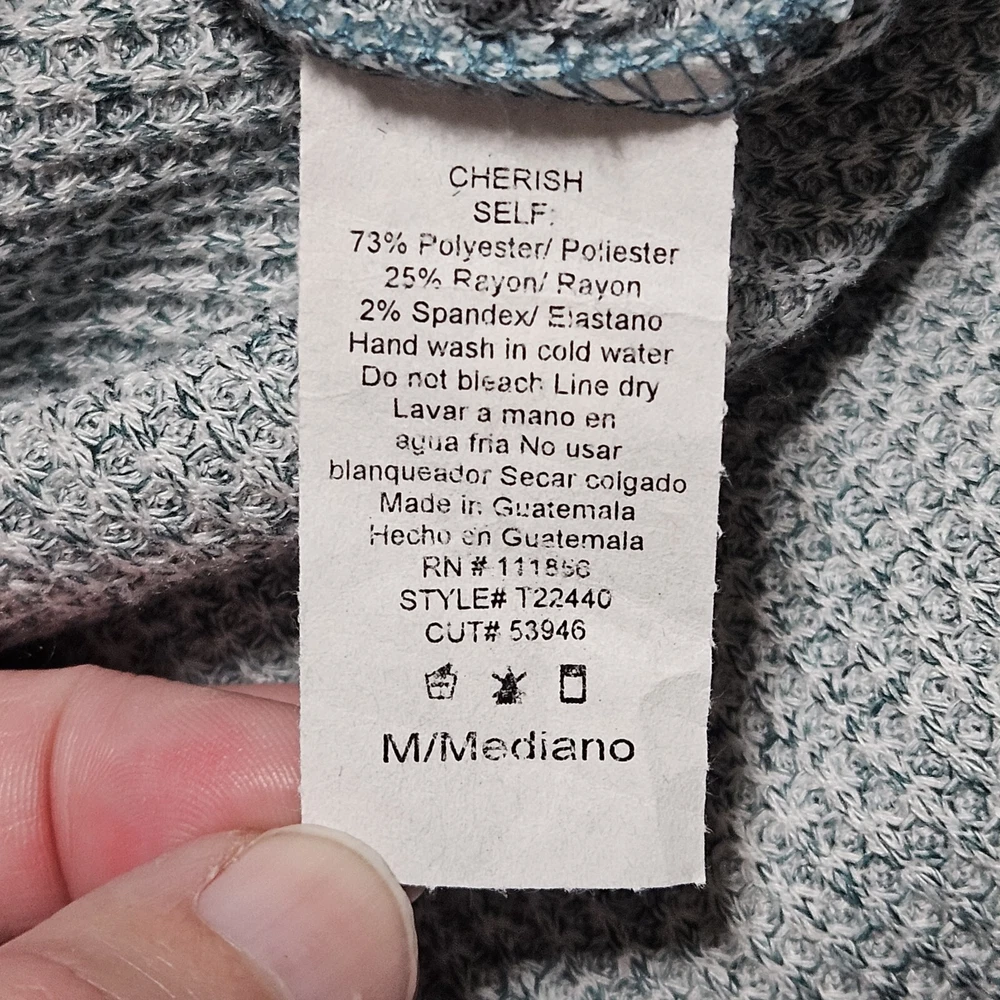 CHERISH
SELF:
73% Polyester/ Poliester
25% Rayon/ Rayon
2% Spandex/ Elastano
Hand wash in cold water
Do not bleach Line dry
Lavar a mano en
agua fria No usar
blanqueador Secar colgado
Made in Guatemala
Hecho en Guatemala
RN # 111856
STYLE# T22440
CUT# 53946
M/Mediano